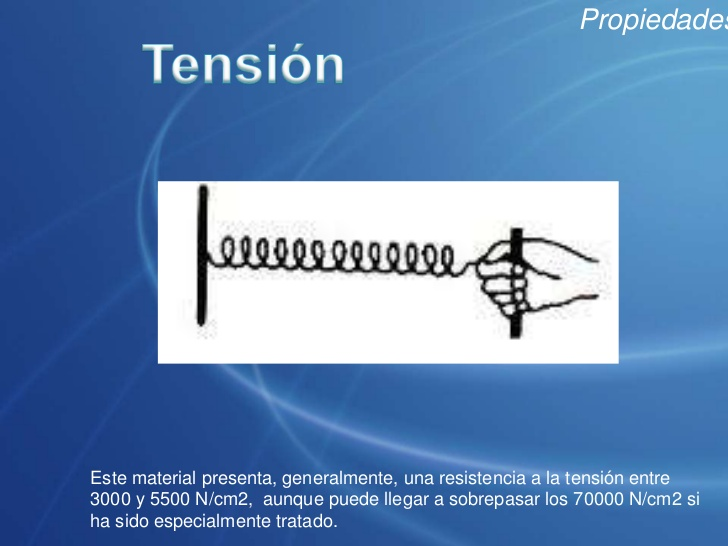 Propiedades
Tensión
Este material presenta, generalmente, una resistencia a la tensión entre
3000 y 5500 N/cm2,  aunque puede llegar a sobrepasar los 70000 N/cm2 si
ha sido especialmente tratado.